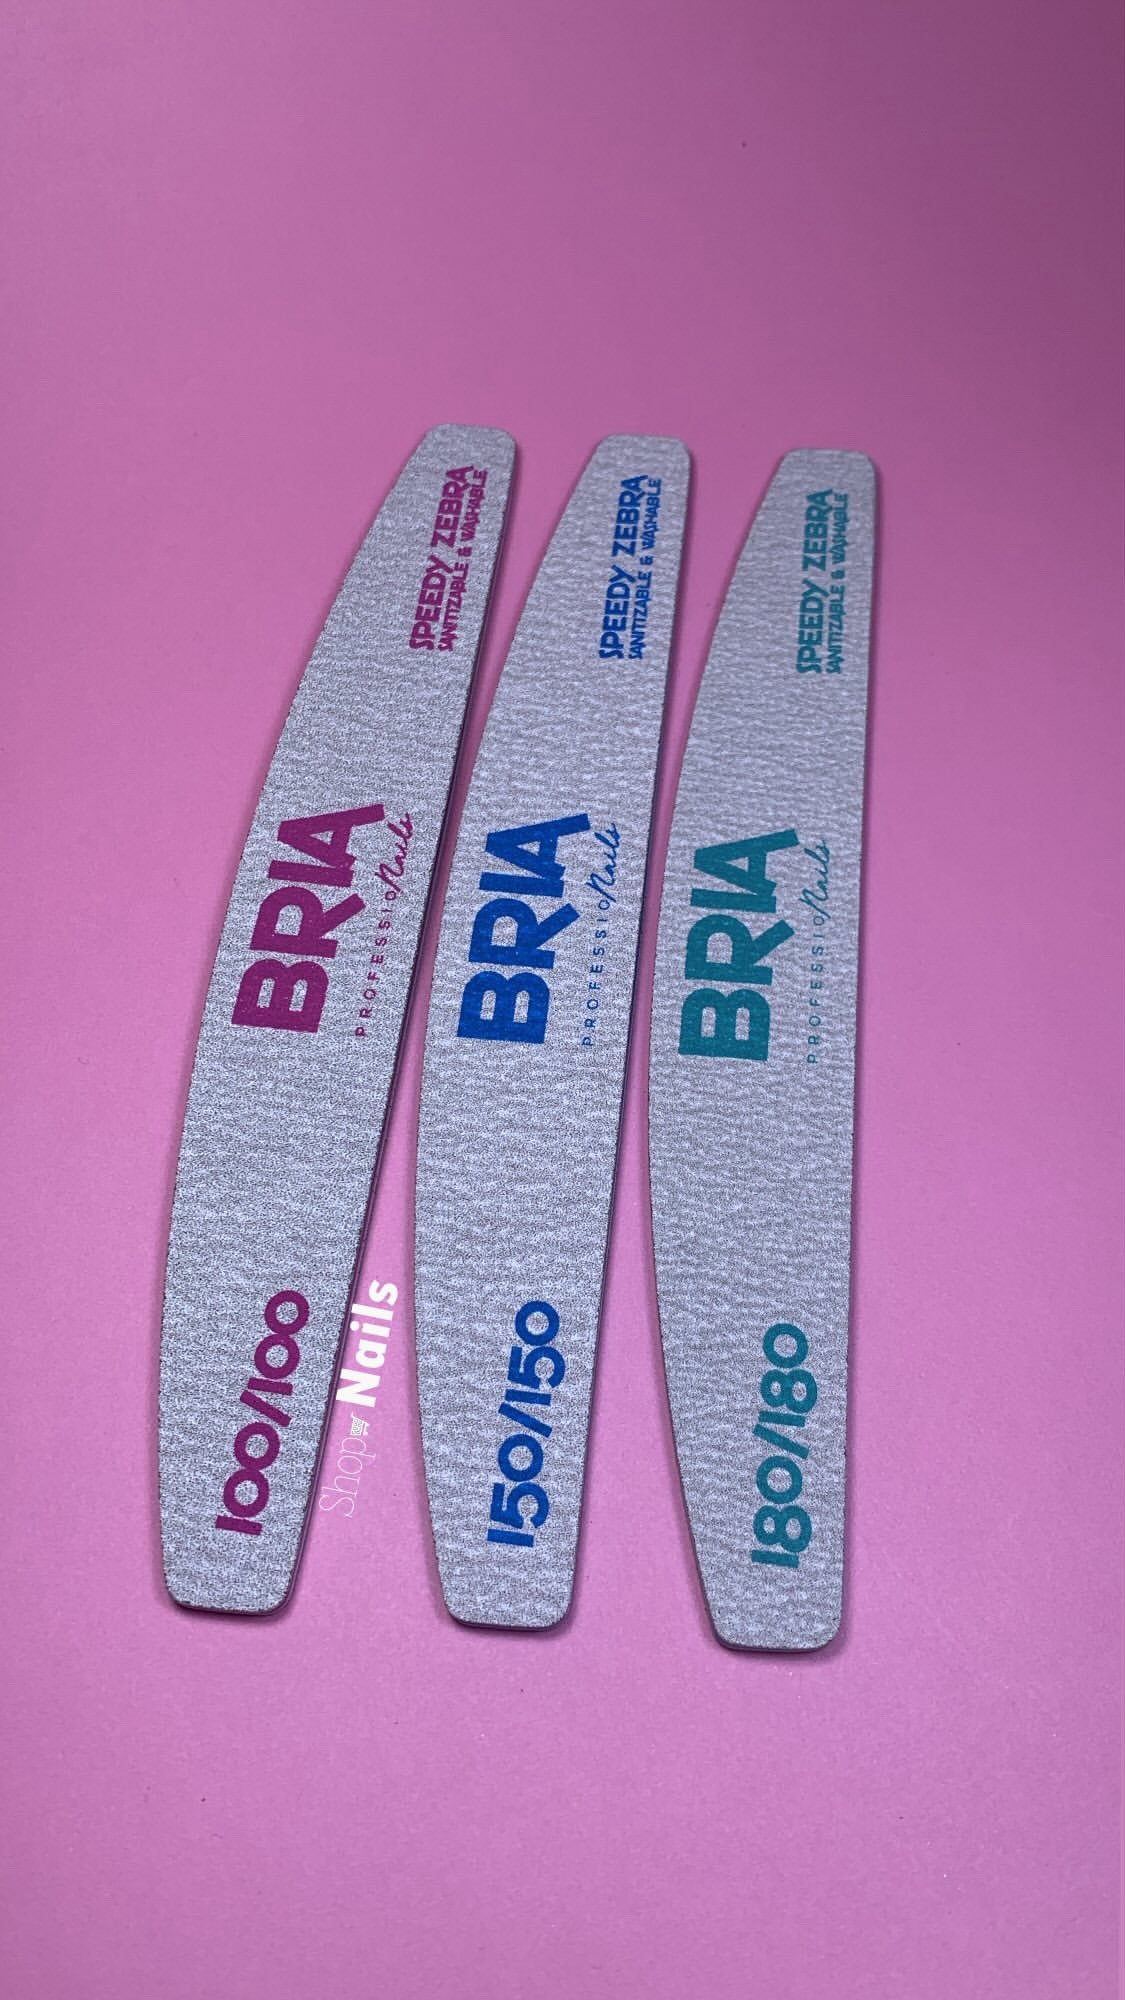 100/100
BRIA
PROFESSIONails
SPEEDY ZEBRA
SANITIZABLE & WASHABLE
150/150
BRIA
PROFESSIONails
SPEEDY ZEBRA
SANITIZABLE & WASHABLE
180/180
BRIA
PROFESSIONails
SPEEDY ZEBRA
SANITIZABLE & WASHABLE
Shop Nails